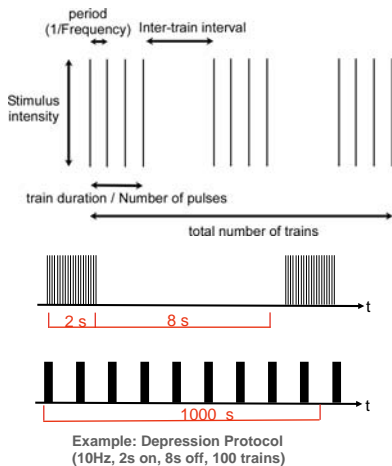 period
(1/Frequency)
Inter-train interval
Stimulus
intensity
train duration / Number of pulses
total number of trains
t
2 s
8 s
t
1000 s
Example: Depression Protocol
(10Hz, 2s on, 8s off, 100 trains)